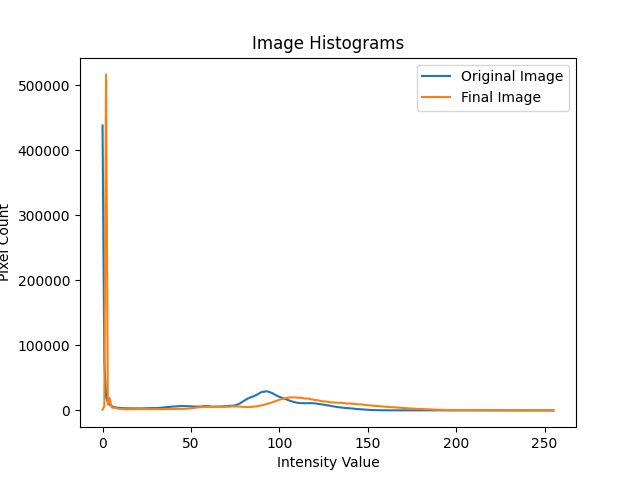 Image Histograms
Original Image
Final Image
500000
400000
300000
200000
100000
0
Pixel Count
0 50 100 150 200 250
Intensity Value